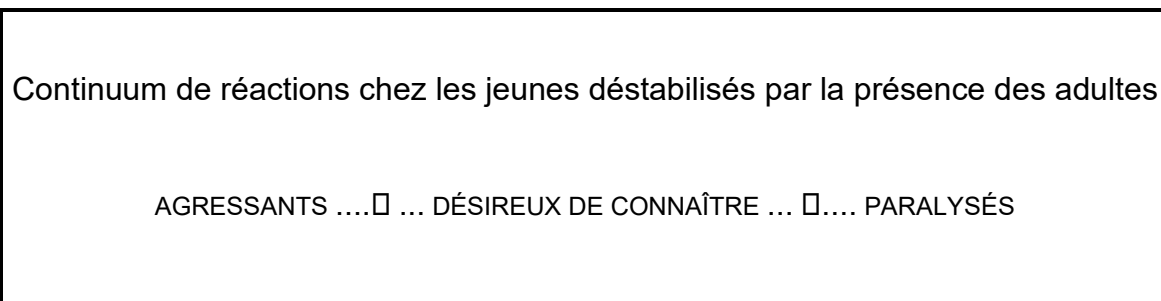 Continuum de réactions chez les jeunes déstabilisés par la présence des adultes
AGRESSANTS ....▯ ... DÉSIREUX DE CONNAÎTRE ... ▯.... PARALYSÉS